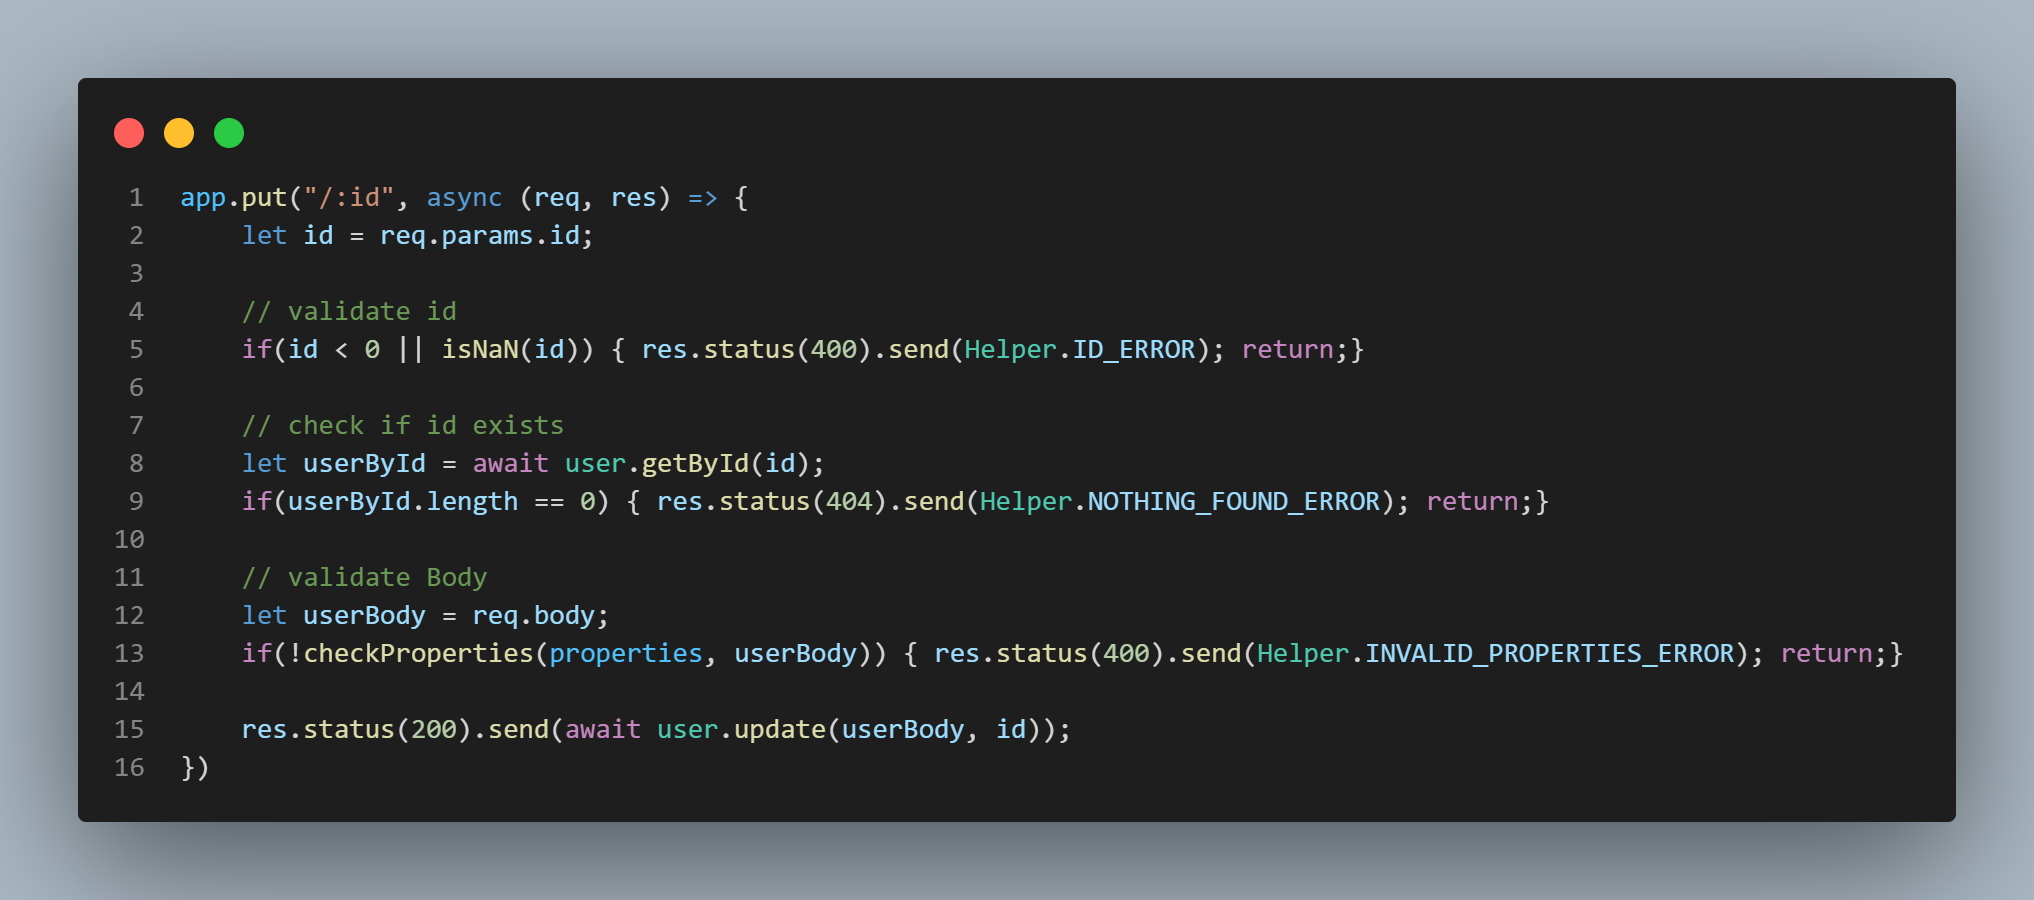 1 app.put("/:id", async (req, res) => {
2     let id = req.params.id;
3
4     // validate id
5     if(id < 0 || isNaN(id)) { res.status(400).send(Helper.ID_ERROR); return;}
6
7     // check if id exists
8     let userById = await user.getById(id);
9     if(userById.length == 0) { res.status(404).send(Helper.NOTHING_FOUND_ERROR); return;}
10
11     // validate Body
12     let userBody = req.body;
13     if(!checkProperties(properties, userBody)) { res.status(400).send(Helper.INVALID_PROPERTIES_ERROR); return;}
14
15     res.status(200).send(await user.update(userBody, id));
16 })